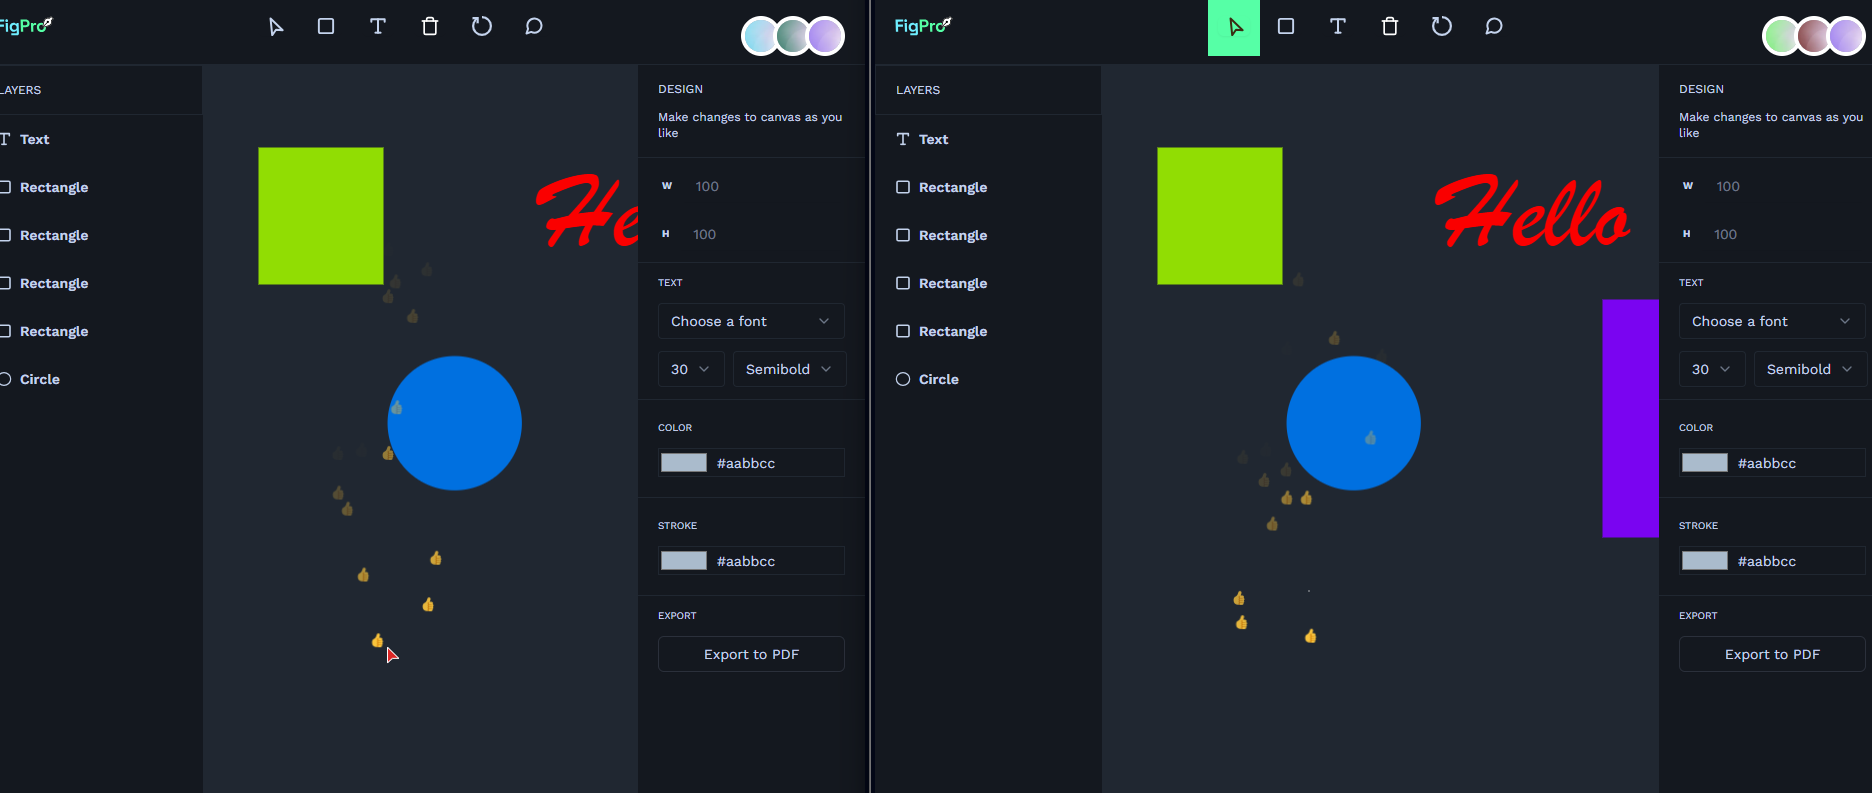 FigPro
LAYERS
Text
Rectangle
Rectangle
Rectangle
Rectangle
Circle
He
DESIGN
Make changes to canvas as you
like
W 100
H 100
TEXT
Choose a font
30 Semibold
COLOR
#aabbcc
STROKE
#aabbcc
EXPORT
Export to PDF
FigPro
LAYERS
Text
Rectangle
Rectangle
Rectangle
Rectangle
Circle
Hello
DESIGN
Make changes to canvas as you
like
W 100
H 100
TEXT
Choose a font
30 Semibold
COLOR
#aabbcc
STROKE
#aabbcc
EXPORT
Export to PDF